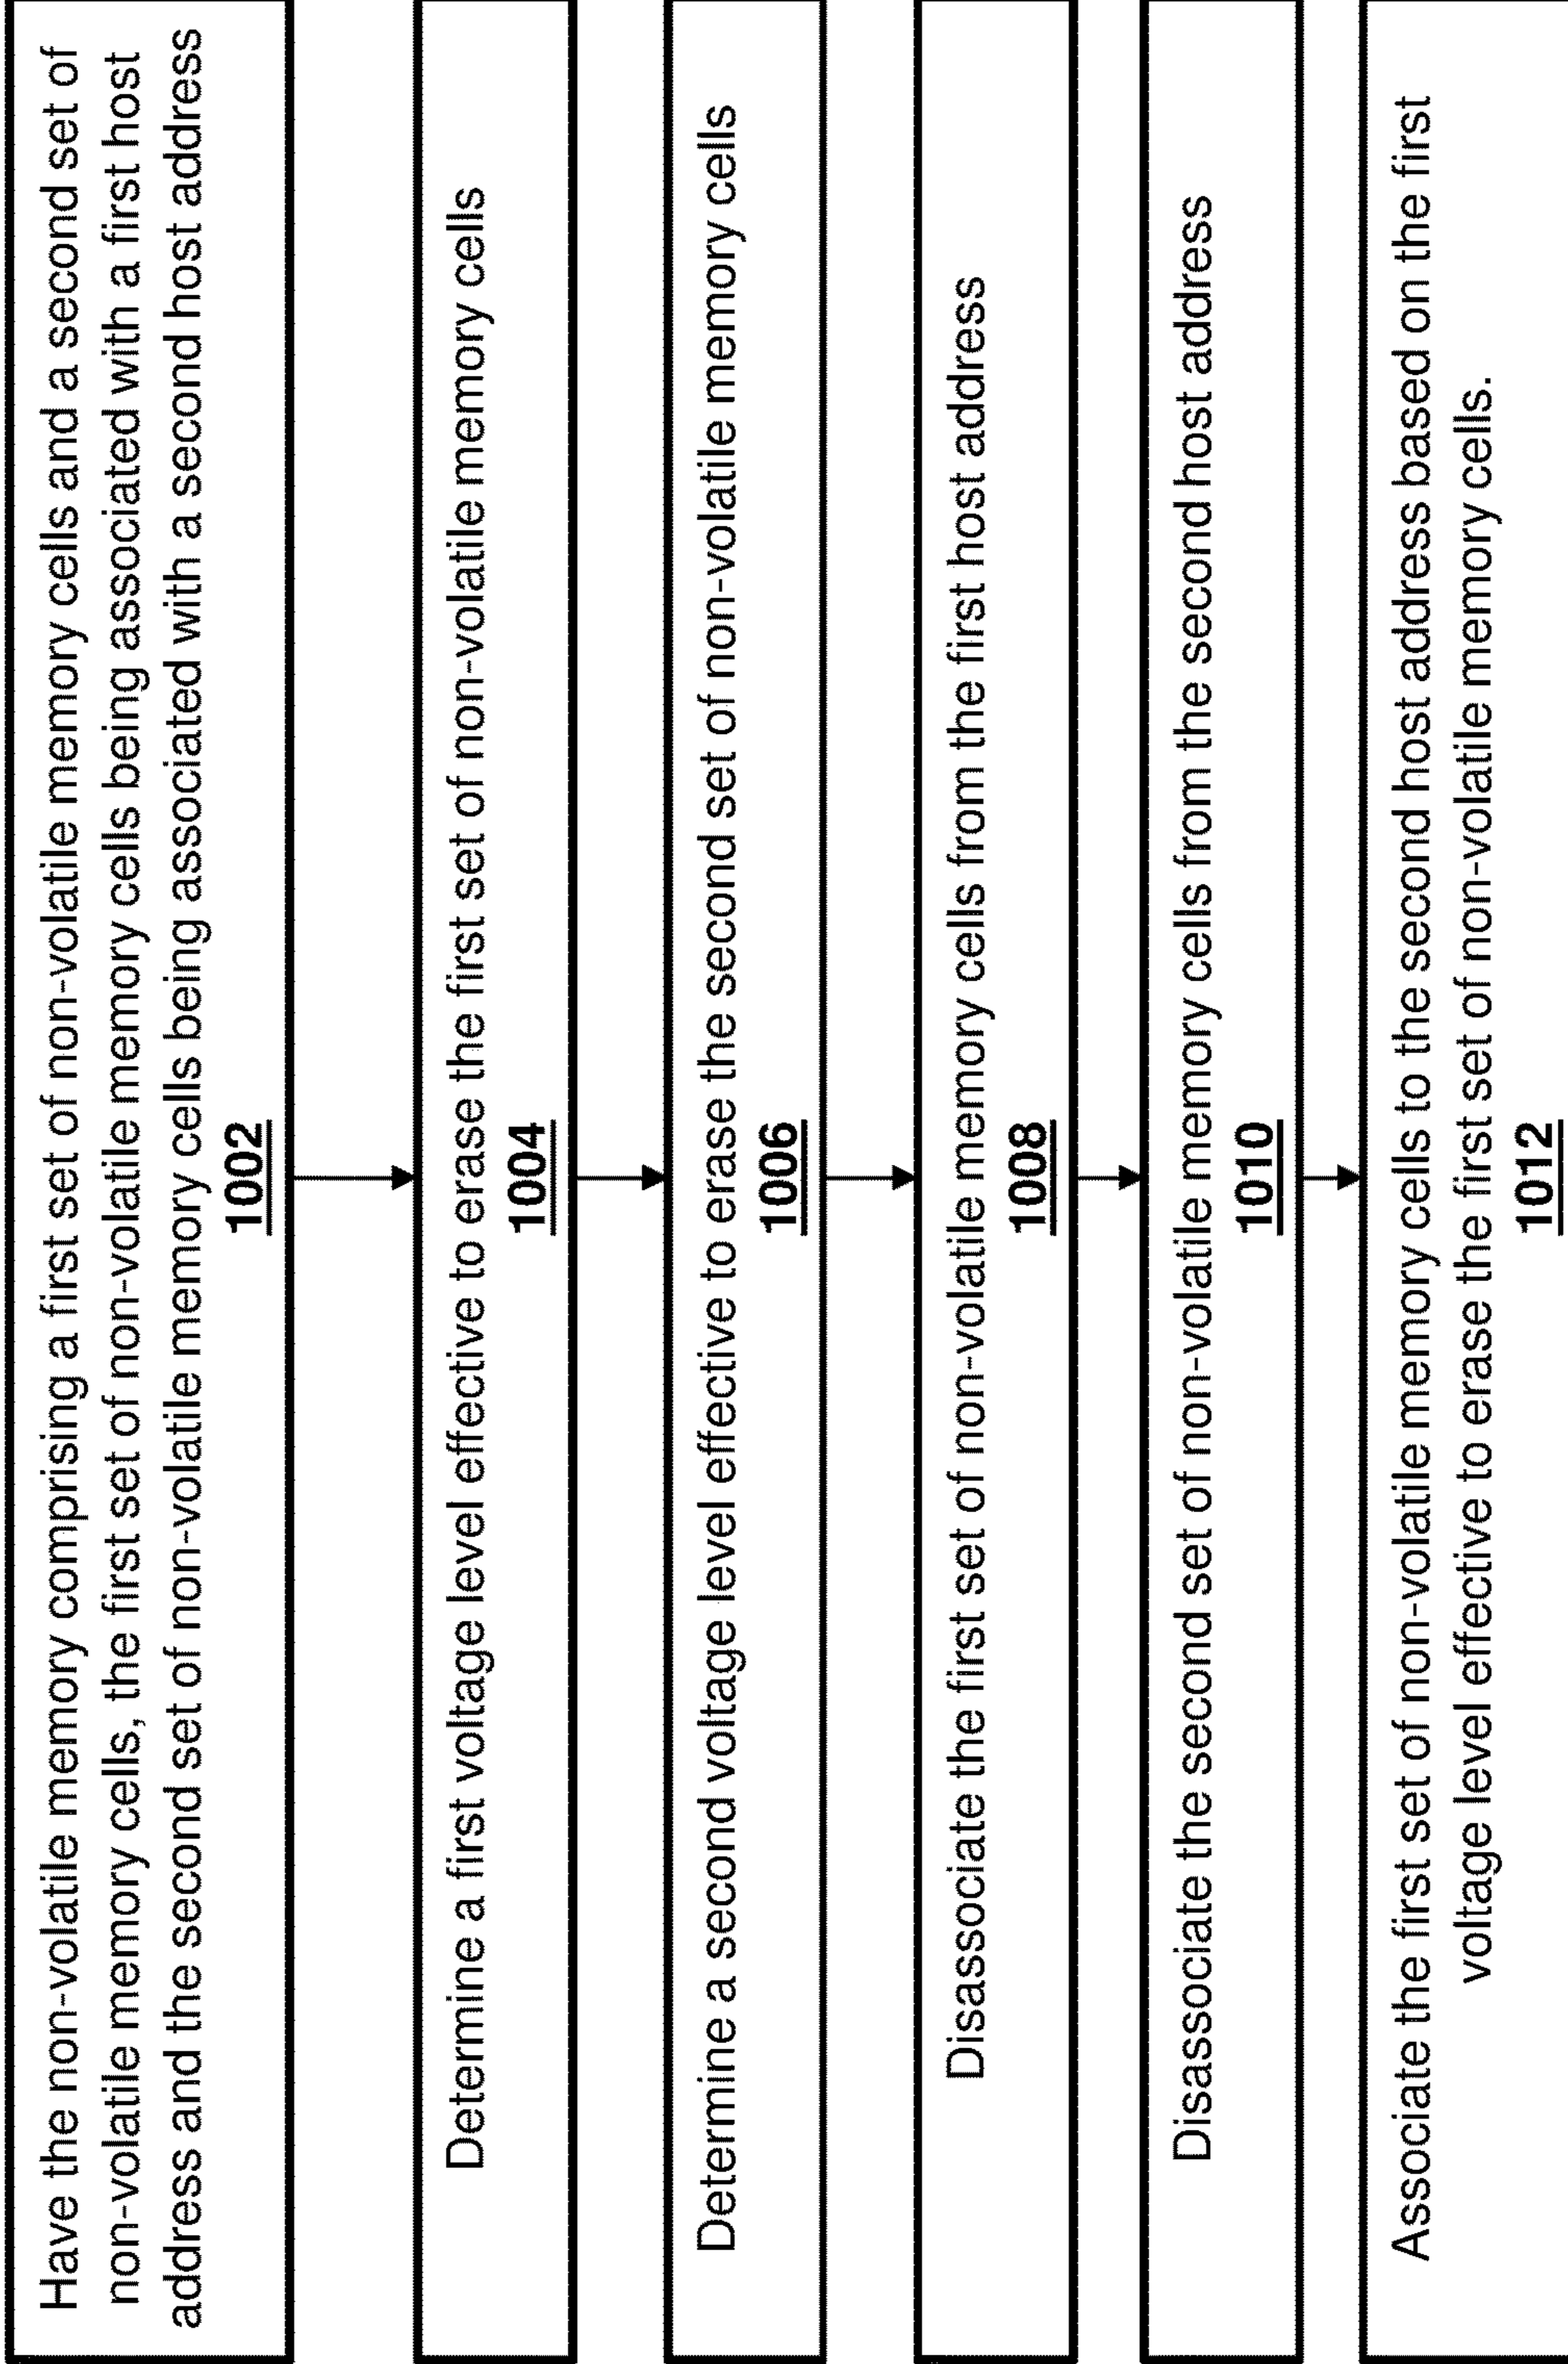 Have the non-volatile memory comprising a first set of non-volatile memory cells and a second set of
non-volatile memory cells, the first set of non-volatile memory cells being associated with a first host
address and the second set of non-volatile memory cells being associated with a second host address
1002
Determine a first voltage level effective to erase the first set of non-volatile memory cells
1004
Determine a second voltage level effective to erase the second set of non-volatile memory cells
1006
Disassociate the first set of non-volatile memory cells from the first host address
1008
Disassociate the second set of non-volatile memory cells from the second host address
1010
Associate the first set of non-volatile memory cells to the second host address based on the first
voltage level effective to erase the first set of non-volatile memory cells.
1012